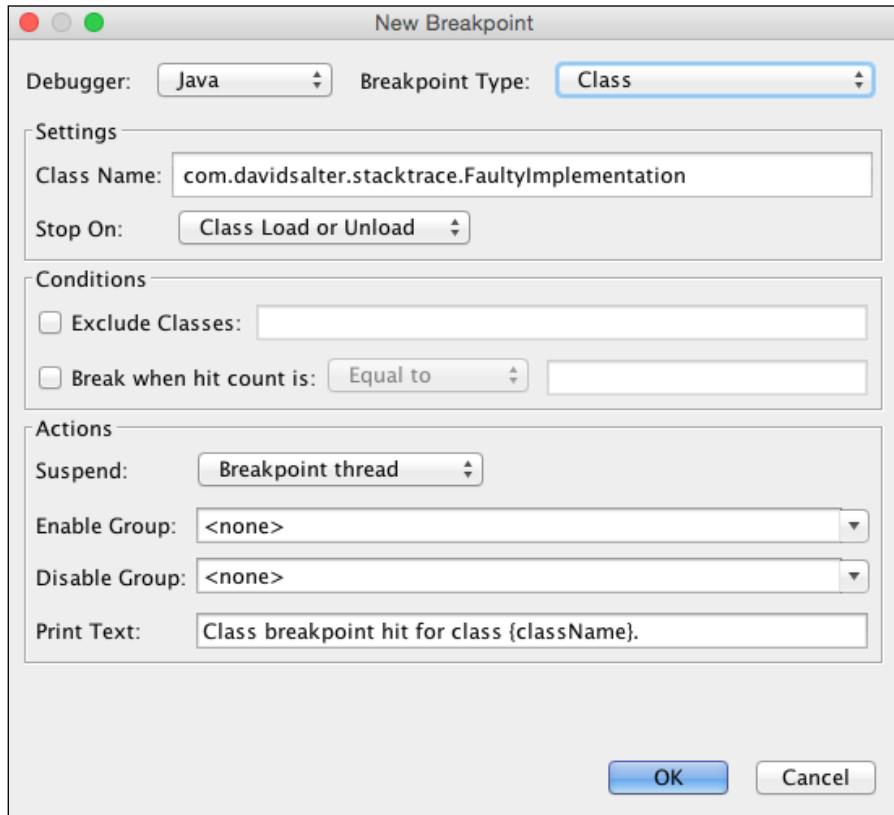 New Breakpoint
Debugger: Java Breakpoint Type: Class
Settings
Class Name: com.davidsalter.stacktrace.FaultyImplementation
Stop On: Class Load or Unload
Conditions
Exclude Classes:
Break when hit count is: Equal to
Actions
Suspend: Breakpoint thread
Enable Group: <none>
Disable Group: <none>
Print Text: Class breakpoint hit for class {className}.
OK Cancel